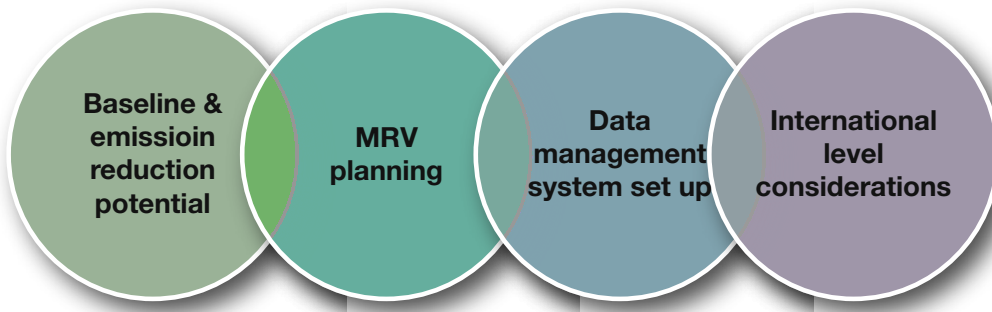 Baseline &
emissioin
reduction
potential
MRV
planning
Data
management
system set up
International
level
considerations